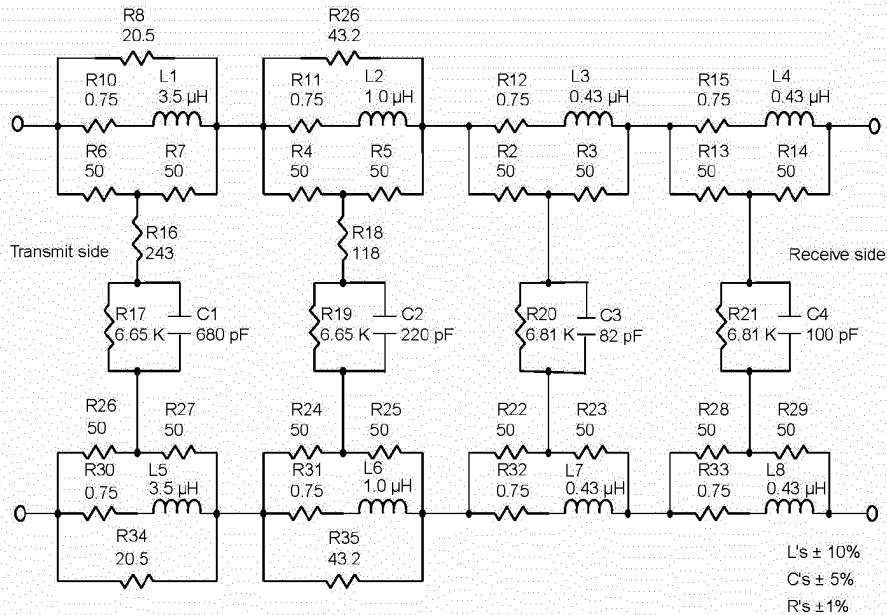 R8
20.5
R26
43.2
R10
0.75
L1
3.5 µH
R11
0.75
L2
1.0 µH
R12
0.75
L3
0.43 µH
R15
0.75
L4
0.43 µH
R6
50
R7
50
R4
50
R5
50
R2
50
R3
50
R13
50
R14
50
Transmit side
R16
243
R18
118
Receive side
R17
6.65 K
C1
680 pF
R19
6.65 K
C2
220 pF
R20
6.81 K
C3
82 pF
R21
6.81 K
C4
100 pF
R26
50
R27
50
R24
50
R25
50
R22
50
R23
50
R28
50
R29
50
R30
0.75
L5
3.5 µH
R31
0.75
L6
1.0 µH
R32
0.75
L7
0.43 µH
R33
0.75
L8
0.43 µH
R34
20.5
R35
43.2
L's ± 10%
C's ± 5%
R's ±1%